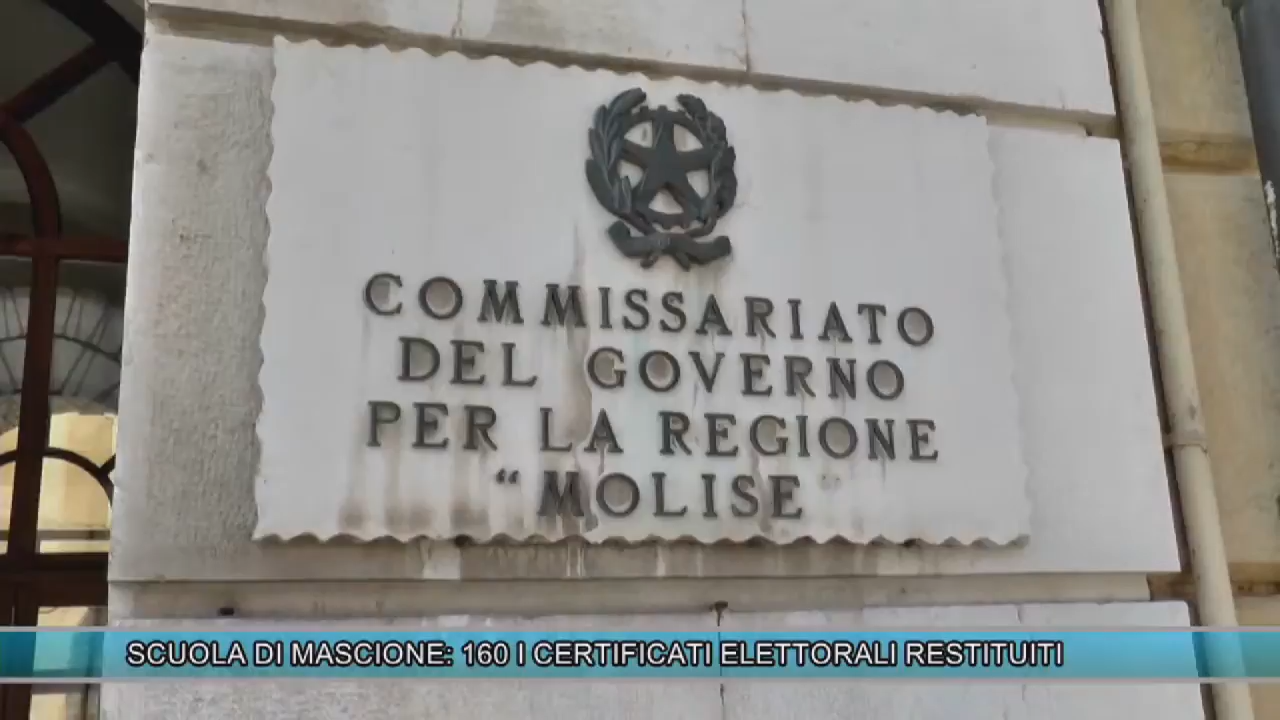 COMMISSARIATO
DEL GOVERNO
PER LA REGIONE
“MOLISE
SCUOLA DI MASCIONE: 160 I CERTIFICATI ELETTORALI RESTITUITI